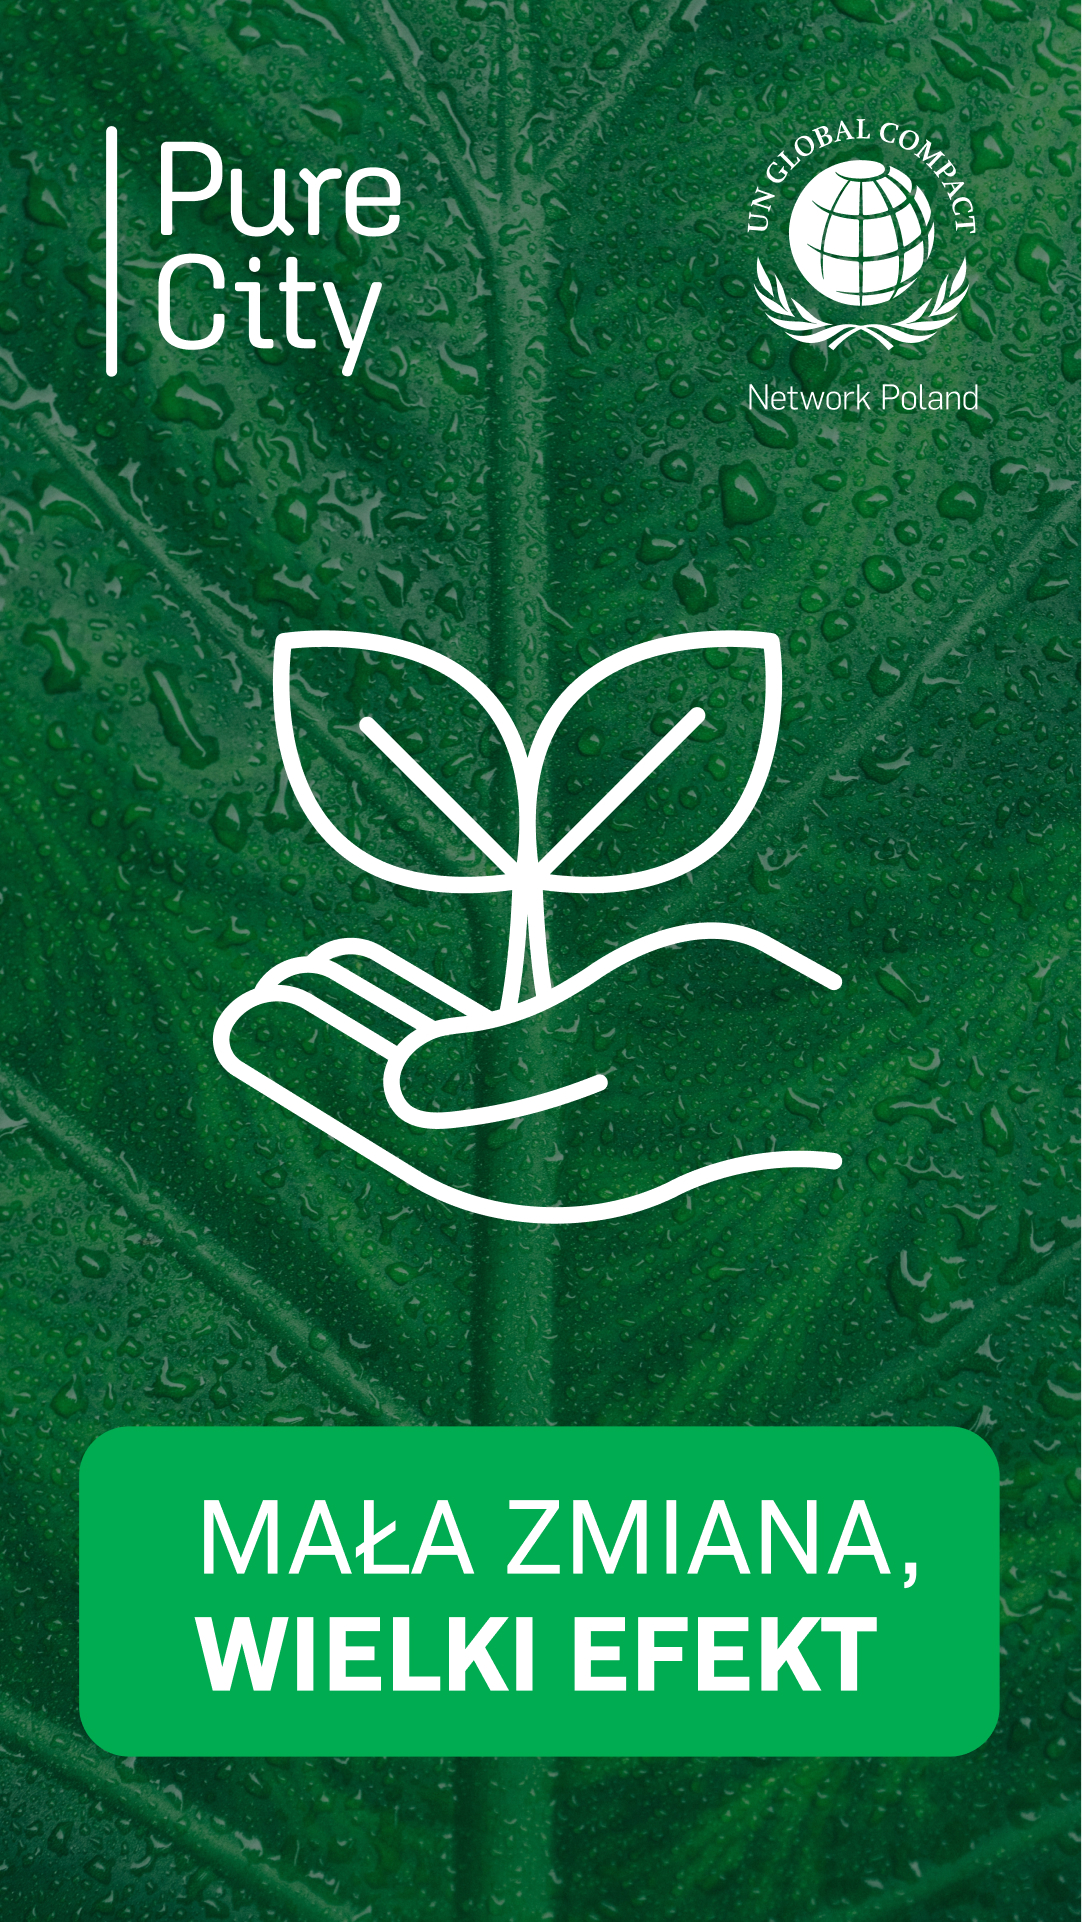 Pure
City
UN GLOBAL COMPACT
Network Poland
MAŁA ZMIANA,
WIELKI EFEKT